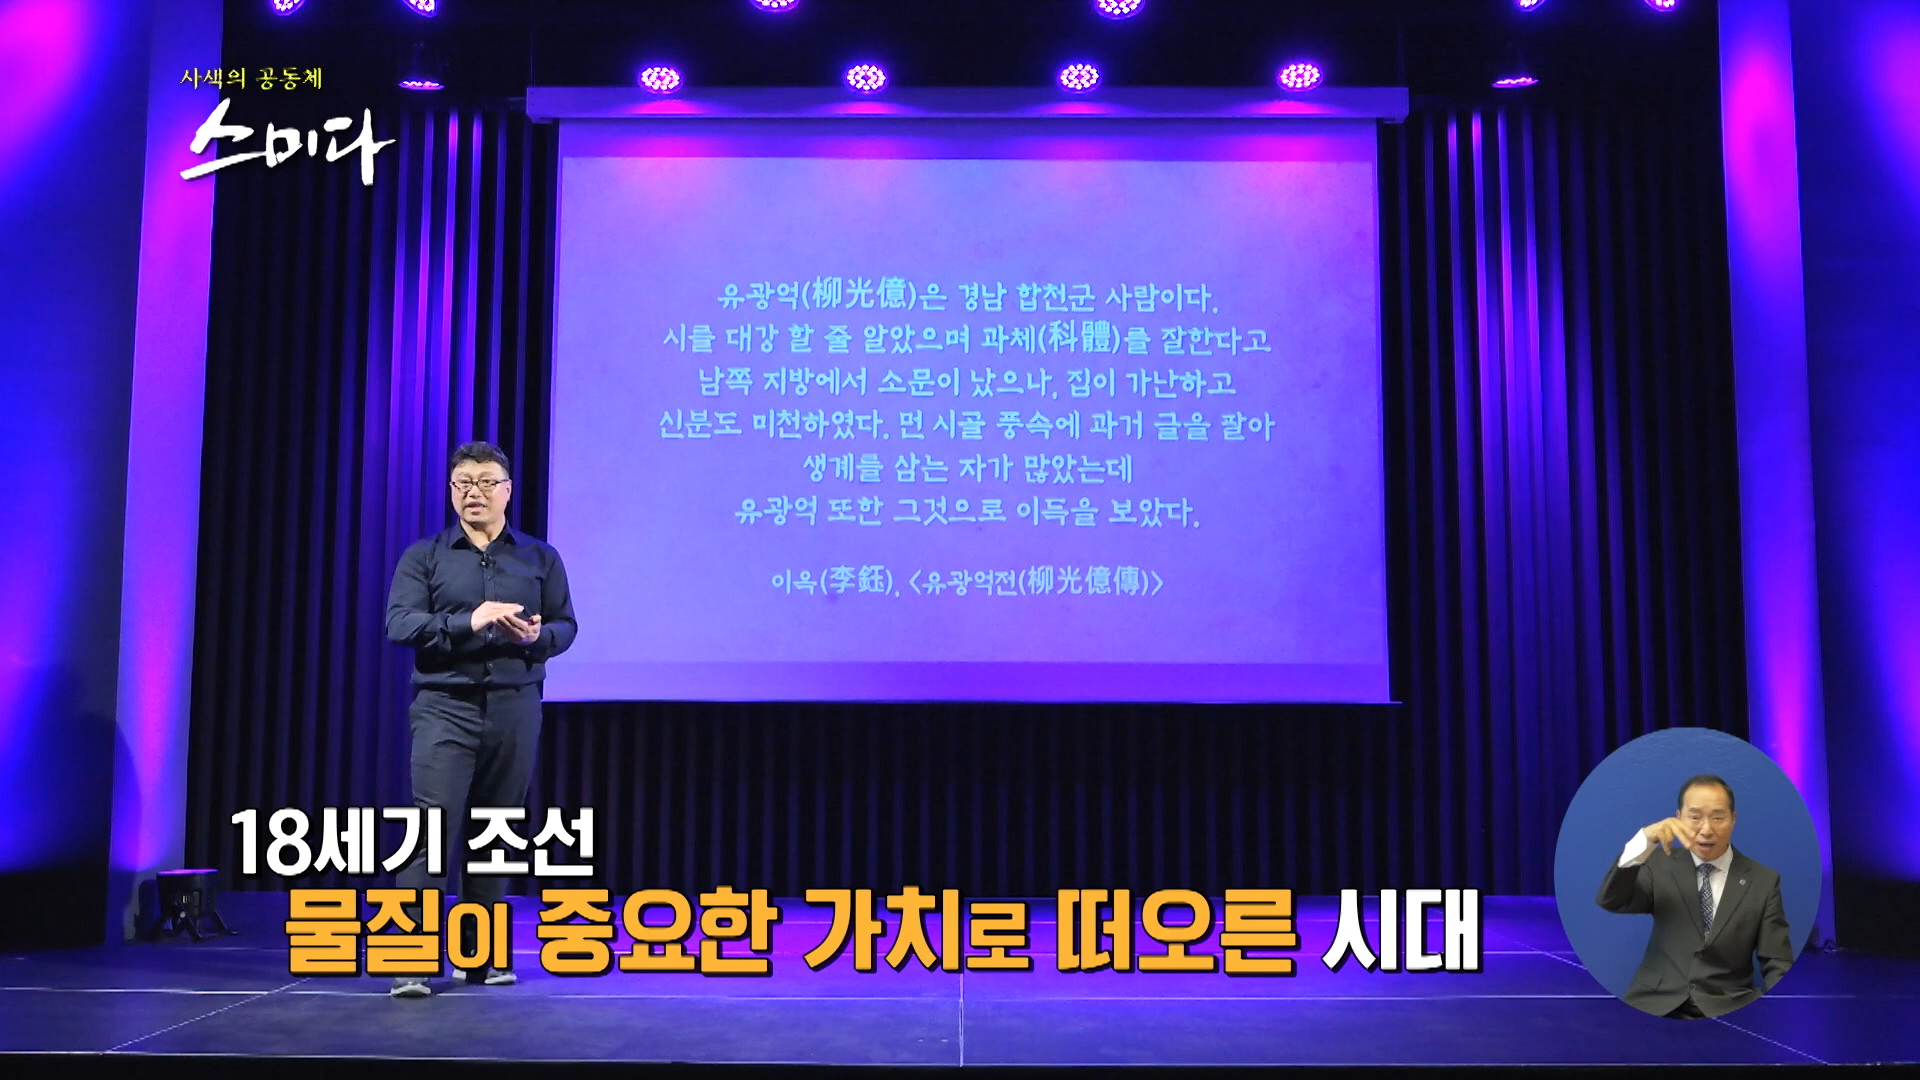 사색의 공동체
스미다
유광억(柳光億)은 경남 합천군 사람이다.
시를 대강 할 줄 알았으며 과체(科體)를 잘한다고
남쪽 지방에서 소문이 났으나, 집이 가난하고
신분도 미천하였다. 먼 시골 풍속에 과거 글을 팔아
생계를 삼는 자가 많았는데
유광억 또한 그것으로 이득을 보았다.
이옥(李鈺), <유광억전(柳光億傳)>
18세기 조선
물질이 중요한 가치로 떠오른 시대